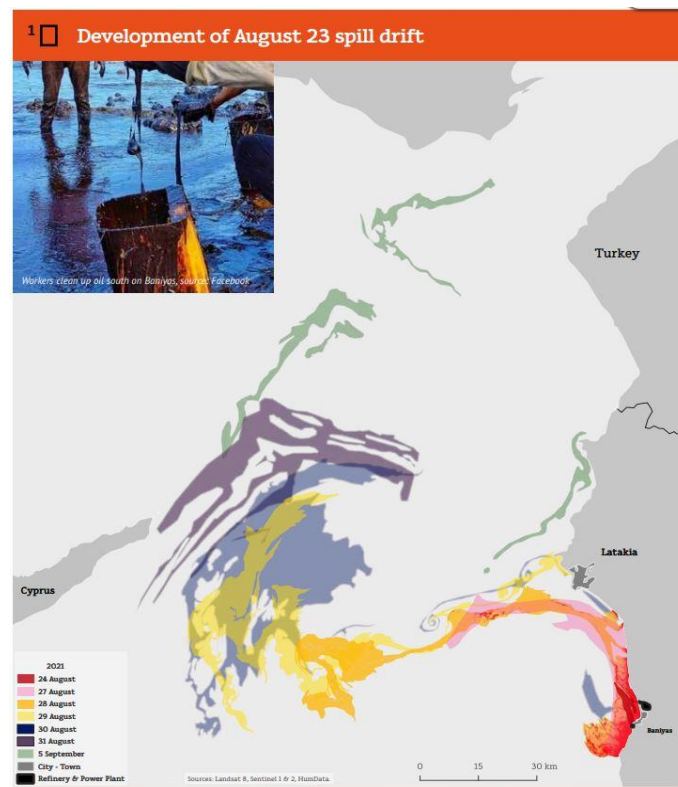 1 Development of August 23 spill drift
Workers clean up oil south on Baniyas, source: Facebook
Turkey
Latakia
Cyprus
Baniyas
2021
24 August
27 August
28 August
29 August
30 August
31 August
5 September
City - Town
Refinery & Power Plant
Sources: Landsat 8, Sentinel 1 & 2, HumData.
0 15 30 km